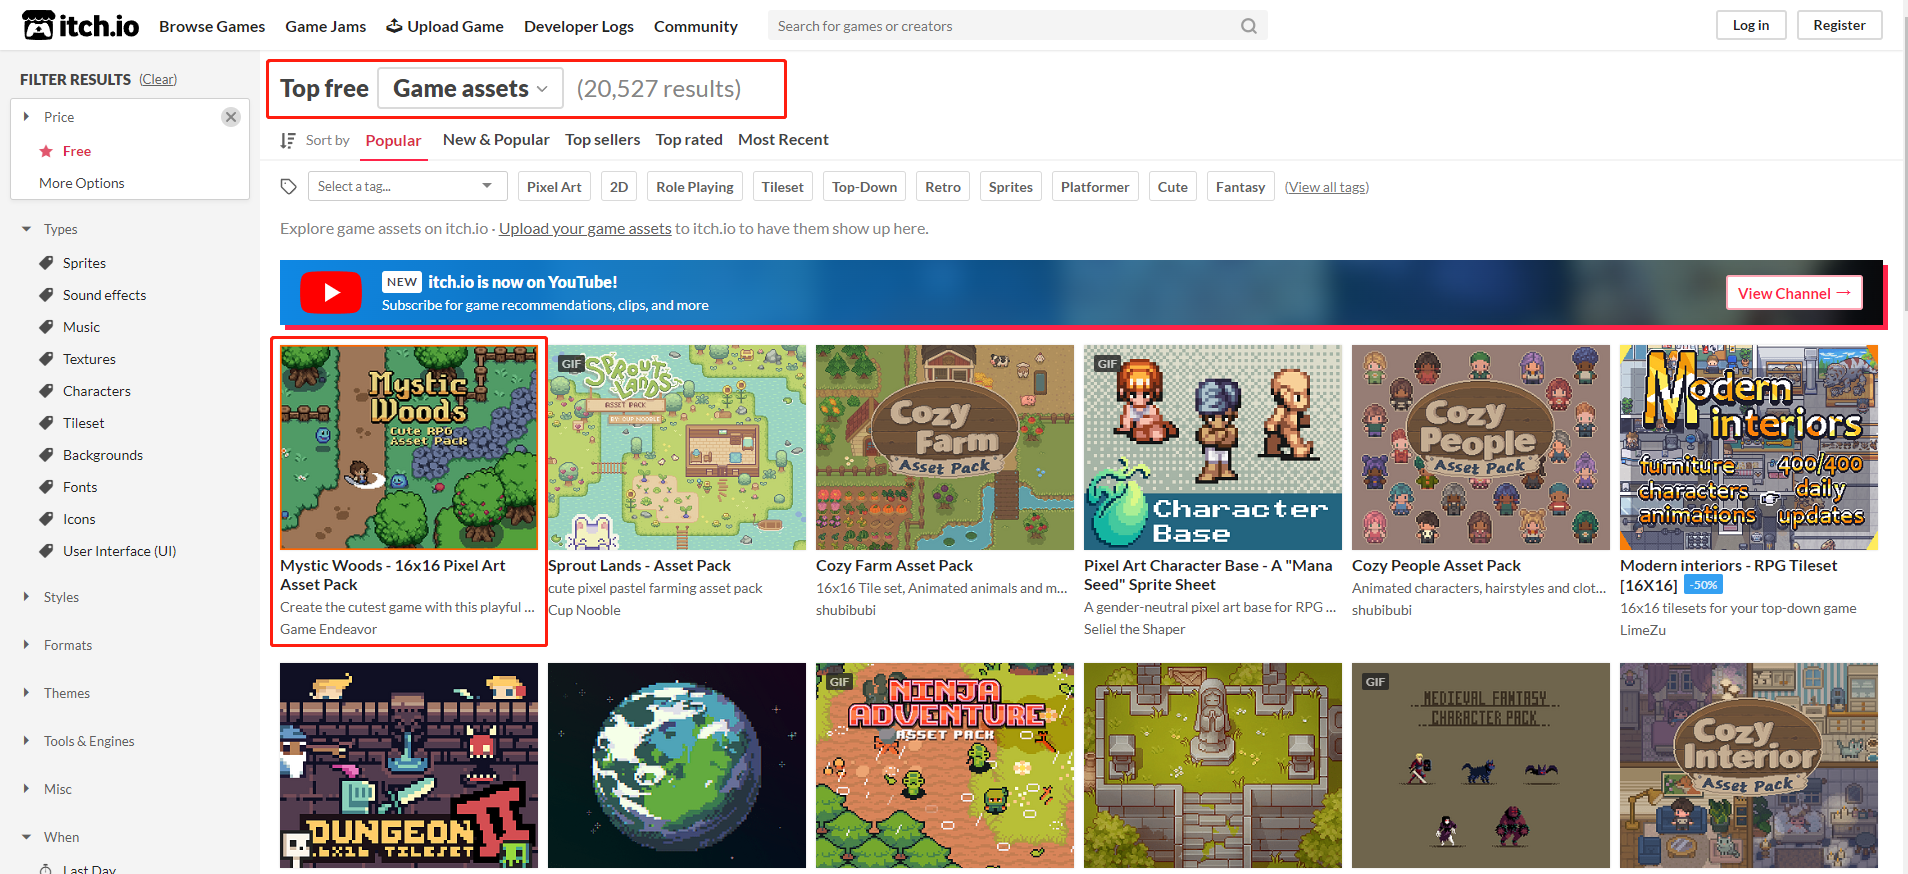 itch.io
Browse Games
Game Jams
Upload Game
Developer Logs
Community
Search for games or creators
Log in
Register
FILTER RESULTS (Clear)
Price
Free
More Options
Types
Sprites
Sound effects
Music
Textures
Characters
Tileset
Backgrounds
Fonts
Icons
User Interface (UI)
Styles
Formats
Themes
Tools & Engines
Misc
When
Last Day
Top free Game assets (20,527 results)
Sort by Popular New & Popular Top sellers Top rated Most Recent
Select a tag... Pixel Art 2D Role Playing Tileset Top-Down Retro Sprites Platformer Cute Fantasy (View all tags)
Explore game assets on itch.io · Upload your game assets to itch.io to have them show up here.
NEW itch.io is now on YouTube!
Subscribe for game recommendations, clips, and more
View Channel →
Mystic
Woods
Cute RPG
Asset Pack
Mystic Woods - 16x16 Pixel Art
Asset Pack
Create the cutest game with this playful ...
Game Endeavor
GIF
Sprout
Lands
ASSET PACK
BY: CUP NOOBLE
Sprout Lands - Asset Pack
cute pixel pastel farming asset pack
Cup Nooble
Cozy
Farm
Asset Pack
Cozy Farm Asset Pack
16x16 Tile set, Animated animals and m...
shubibubi
GIF
Character
Base
Pixel Art Character Base - A "Mana
Seed" Sprite Sheet
A gender-neutral pixel art base for RPG ...
Seliel the Shaper
Cozy
People
Asset Pack
Cozy People Asset Pack
Animated characters, hairstyles and clot...
shubibubi
Modern
interiors
furniture 400/400
characters daily
animations updates
Modern interiors - RPG Tileset
[16X16] -50%
16x16 tilesets for your top-down game
LimeZu
DUNGEON II
16X16 TILESET
GIF
NINJA
ADVENTURE
ASSET PACK
GIF
MEDIEVAL FANTASY
CHARACTER PACK
Cozy
Interior
Asset Pack